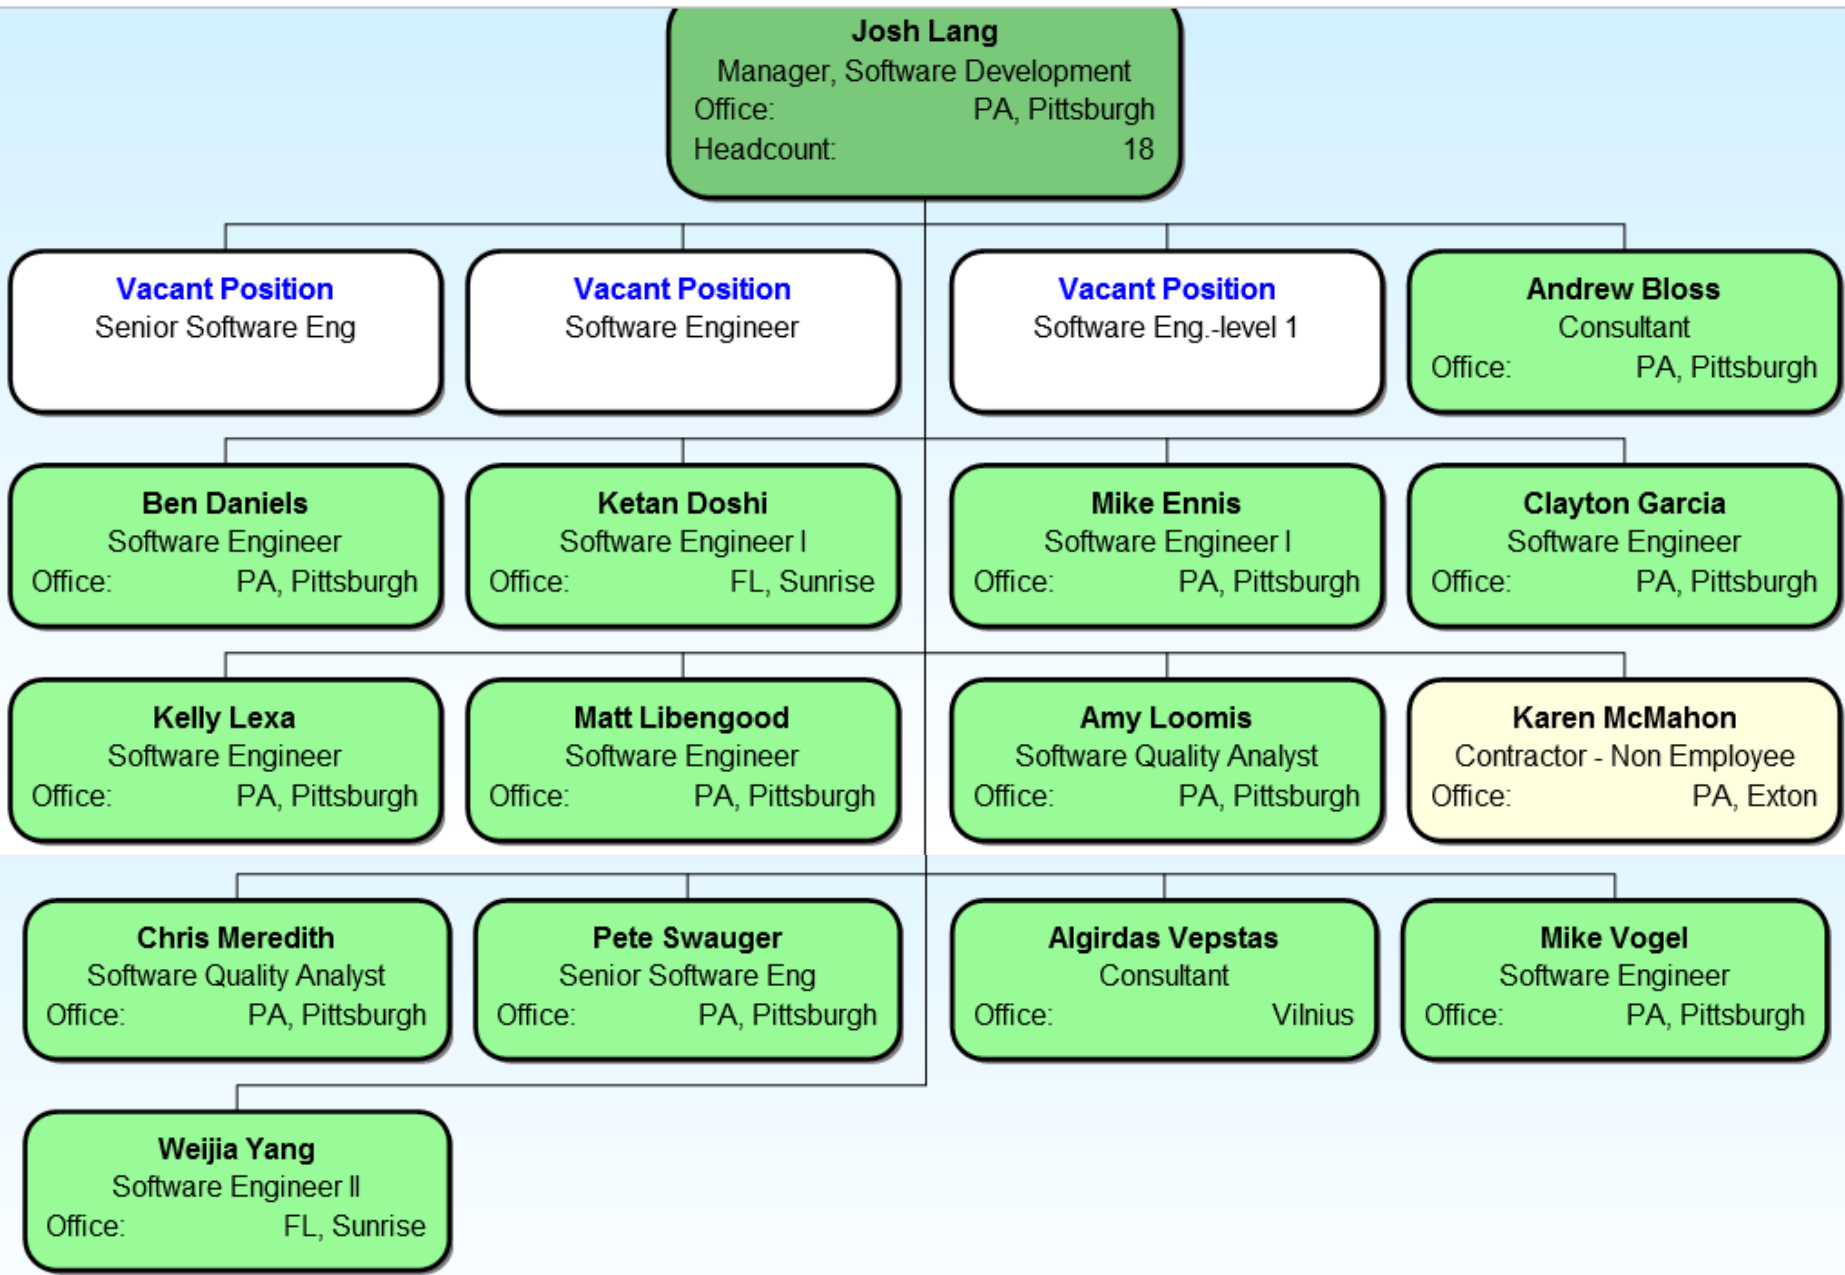 Josh Lang
Manager, Software Development
Office: PA, Pittsburgh
Headcount: 18
Vacant Position
Senior Software Eng
Vacant Position
Software Engineer
Vacant Position
Software Eng.-level 1
Andrew Bloss
Consultant
Office: PA, Pittsburgh
Ben Daniels
Software Engineer
Office: PA, Pittsburgh
Ketan Doshi
Software Engineer I
Office: FL, Sunrise
Mike Ennis
Software Engineer I
Office: PA, Pittsburgh
Clayton Garcia
Software Engineer
Office: PA, Pittsburgh
Kelly Lexa
Software Engineer
Office: PA, Pittsburgh
Matt Libengood
Software Engineer
Office: PA, Pittsburgh
Amy Loomis
Software Quality Analyst
Office: PA, Pittsburgh
Karen McMahon
Contractor - Non Employee
Office: PA, Exton
Chris Meredith
Software Quality Analyst
Office: PA, Pittsburgh
Pete Swauger
Senior Software Eng
Office: PA, Pittsburgh
Algirdas Vepstas
Consultant
Office: Vilnius
Mike Vogel
Software Engineer
Office: PA, Pittsburgh
Weijia Yang
Software Engineer II
Office: FL, Sunrise